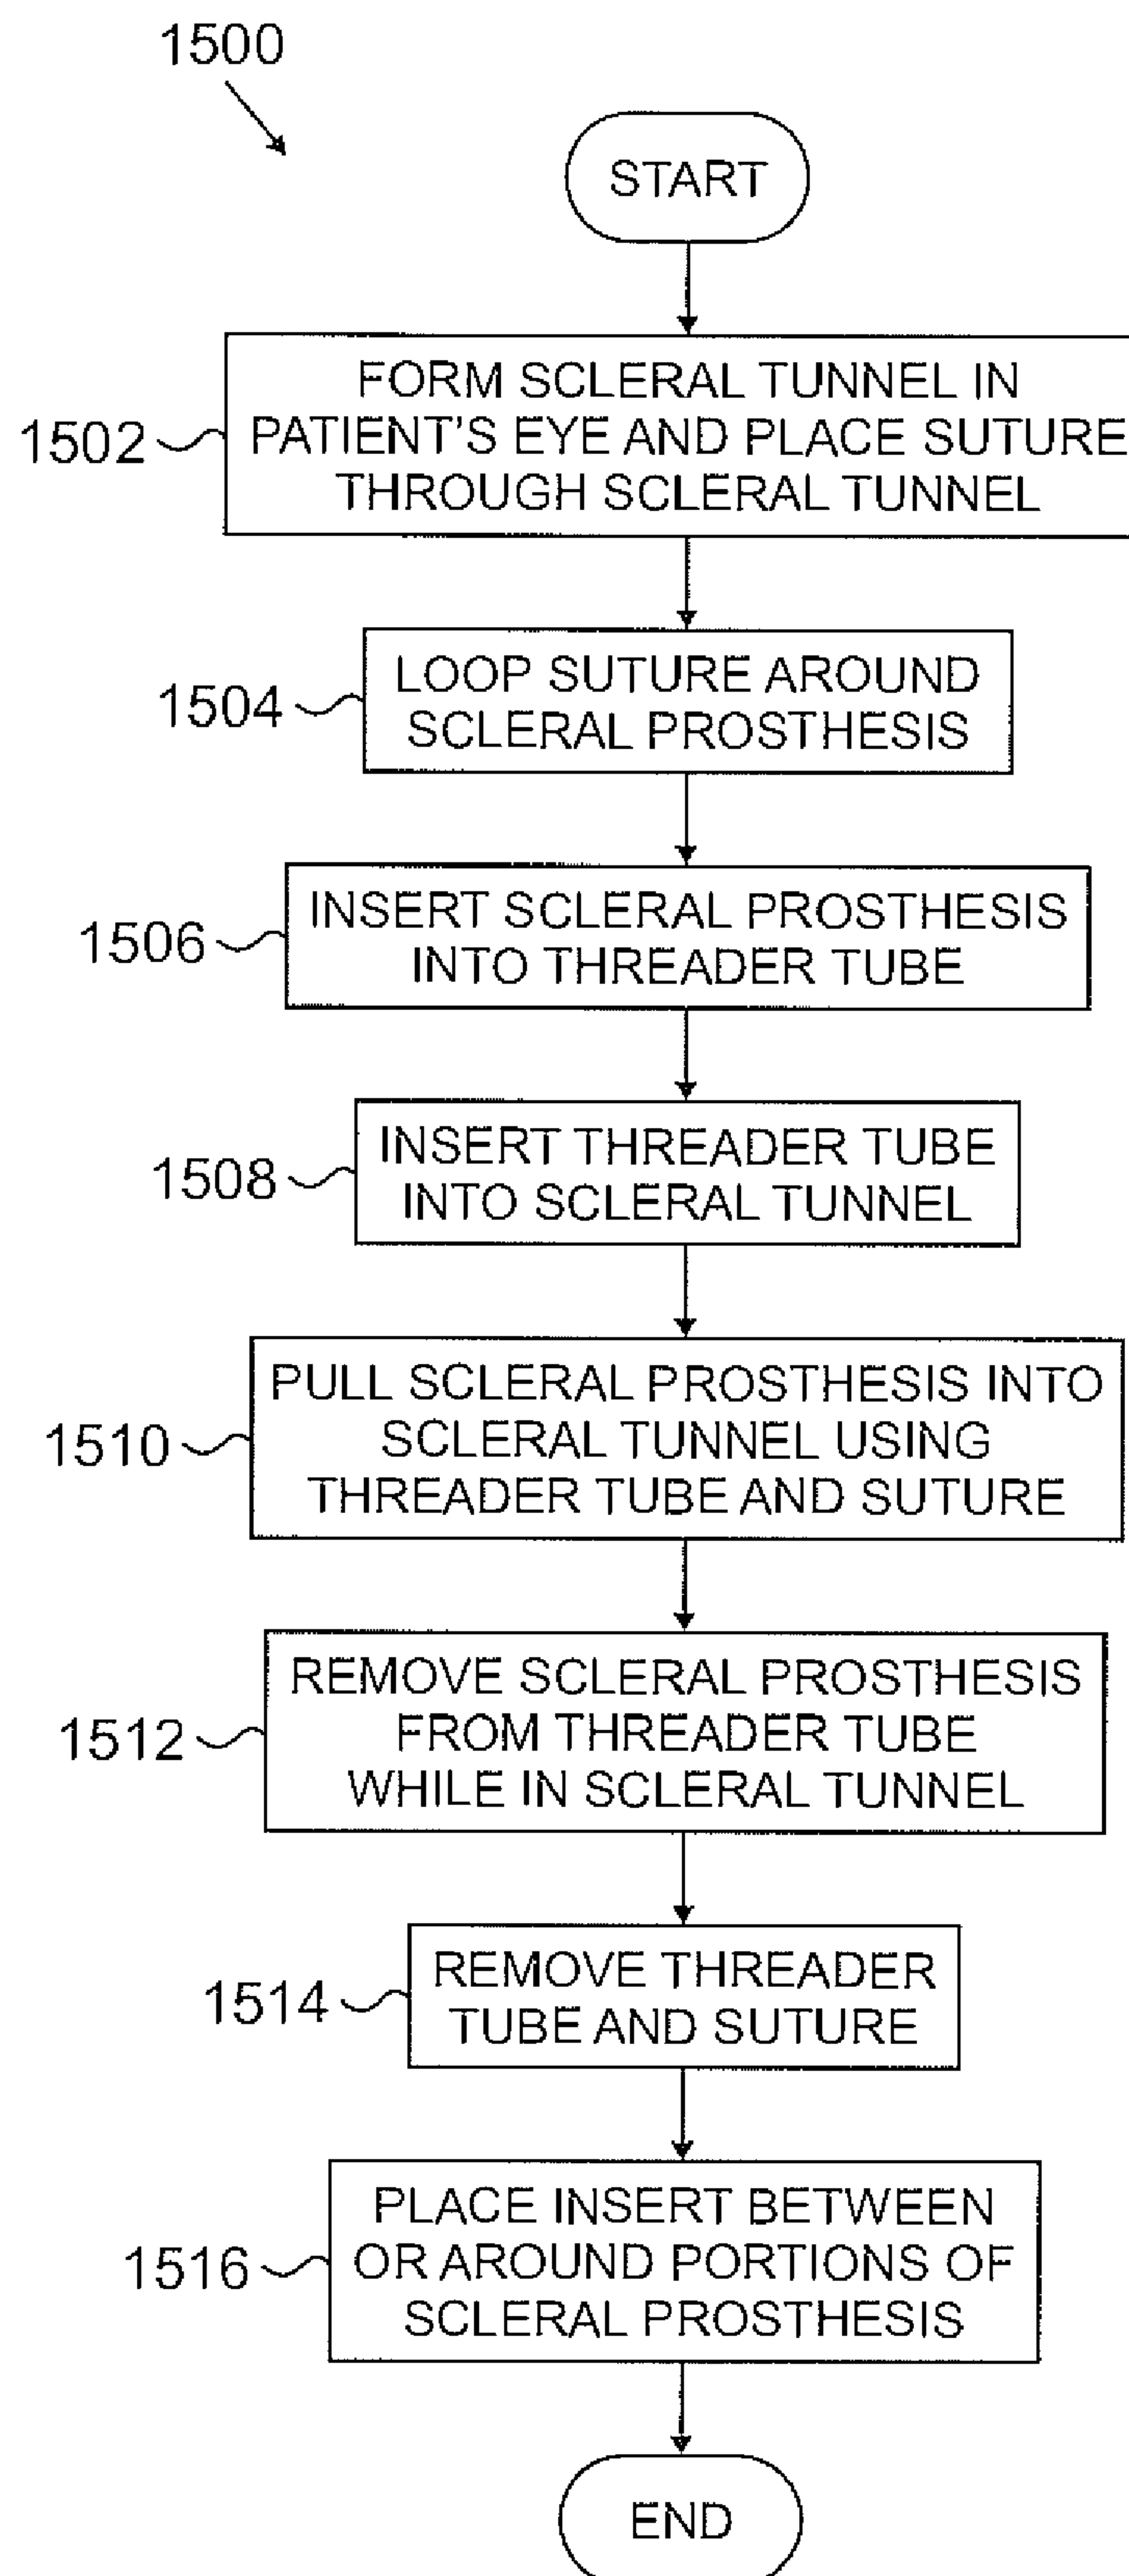 1500
START
1502
FORM SCLERAL TUNNEL IN
PATIENT'S EYE AND PLACE SUTURE
THROUGH SCLERAL TUNNEL
1504
LOOP SUTURE AROUND
SCLERAL PROSTHESIS
1506
INSERT SCLERAL PROSTHESIS
INTO THREADER TUBE
1508
INSERT THREADER TUBE
INTO SCLERAL TUNNEL
1510
PULL SCLERAL PROSTHESIS INTO
SCLERAL TUNNEL USING
THREADER TUBE AND SUTURE
1512
REMOVE SCLERAL PROSTHESIS
FROM THREADER TUBE
WHILE IN SCLERAL TUNNEL
1514
REMOVE THREADER
TUBE AND SUTURE
1516
PLACE INSERT BETWEEN
OR AROUND PORTIONS OF
SCLERAL PROSTHESIS
END